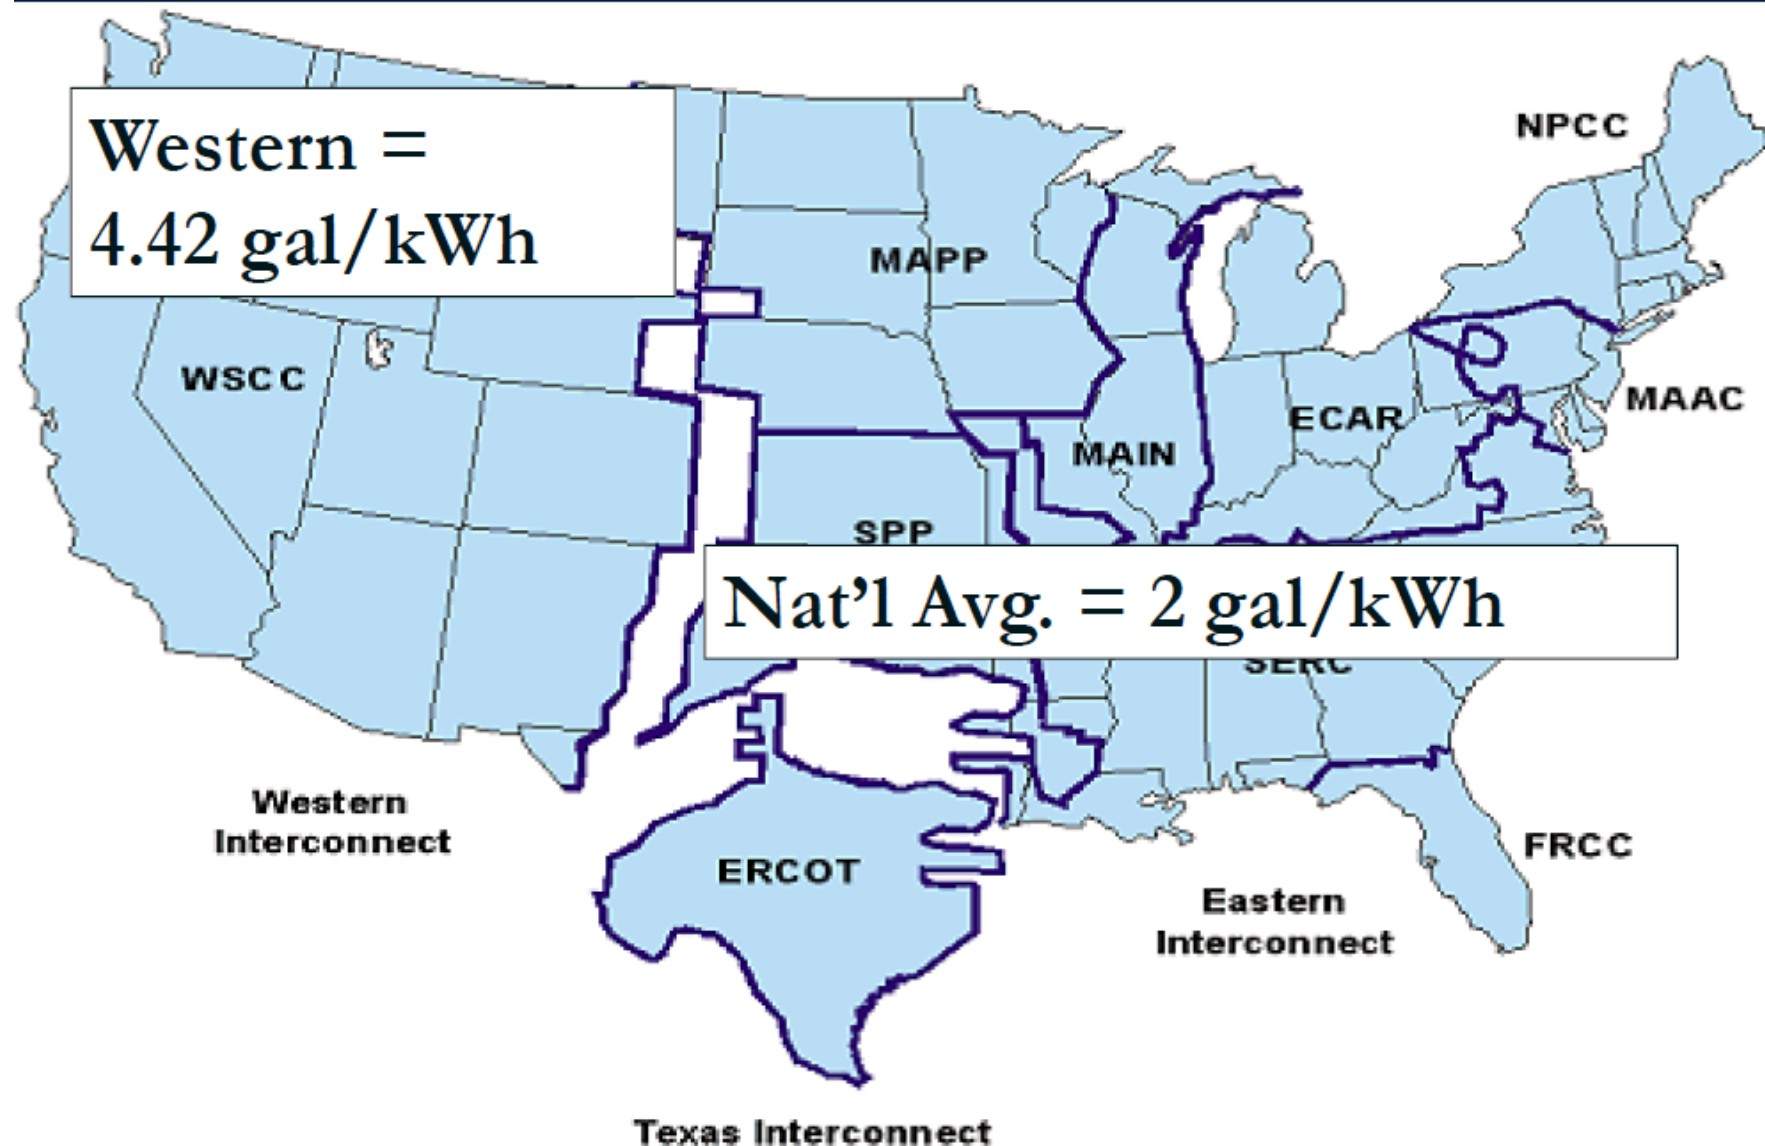 NPCC
Western =
4.42 gal/kWh
MAPP
WSCC
MAAC
ECAR
MAIN
SPP
Nat’l Avg. = 2 gal/kWh
SERC
Western
Interconnect
FRCC
ERCOT
Eastern
Interconnect
Texas Interconnect